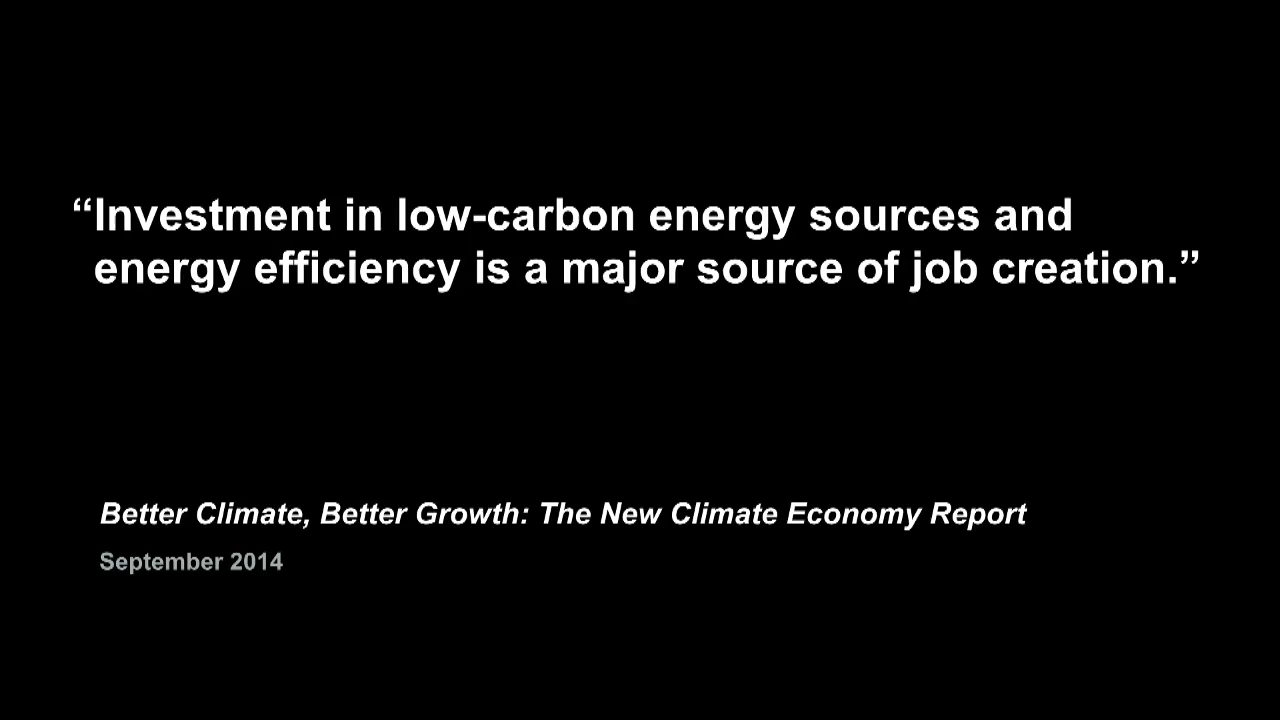 “Investment in low-carbon energy sources and
energy efficiency is a major source of job creation.”
Better Climate, Better Growth: The New Climate Economy Report
September 2014